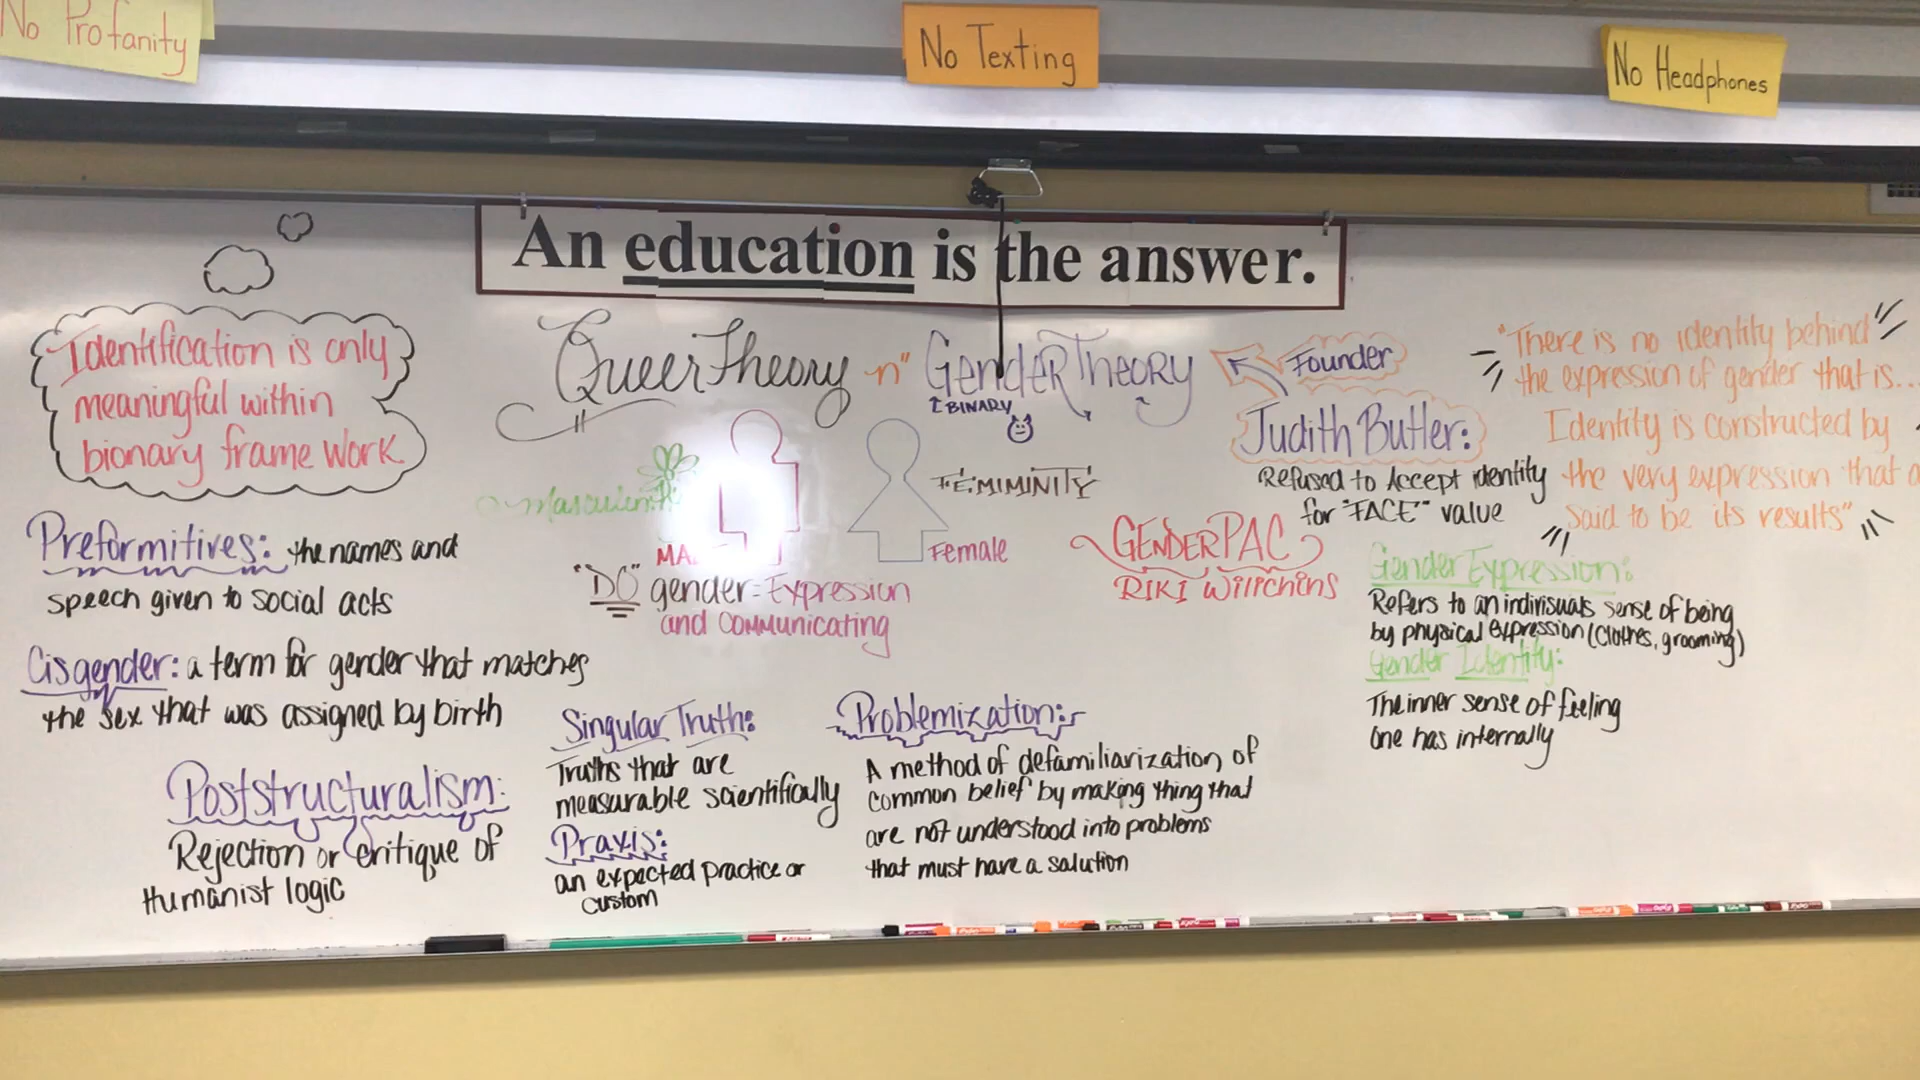 No Profanity
No Texting
No Headphones
An education is the answer.
Identification is only
meaningful within
bionary frame work
Queer Theory n" Gender Theory
BINARY
Founder
Judith Butler:
Refused to Accept identity
for "FACE" value
"There is no identity behind
the expression of gender that is...
Identity is constructed by
the very expression that a
said to be its results"
Masculenti
MA
FEMIMINITY
Female
"DO" gender = Expression
and communicating
GENDERPAC
RIKI Willchins
Preformitives: the names and
speech given to social acts
Cisgender: a term for gender that matches
the sex that was assigned by birth
Poststructuralism:
Rejection or critique of
Humanist logic
Singular Truth:
Truths that are
measurable scientifically
Praxis:
an expected practice or
custom
Problemization:
A method of defamiliarization of
common belief by making thing that
are not understood into problems
that must have a salution
Gender Expression:
Refers to an indivisuals sense of being
by physical expression (clothes, grooming)
Gender Identity:
The inner sense of feeling
one has internally